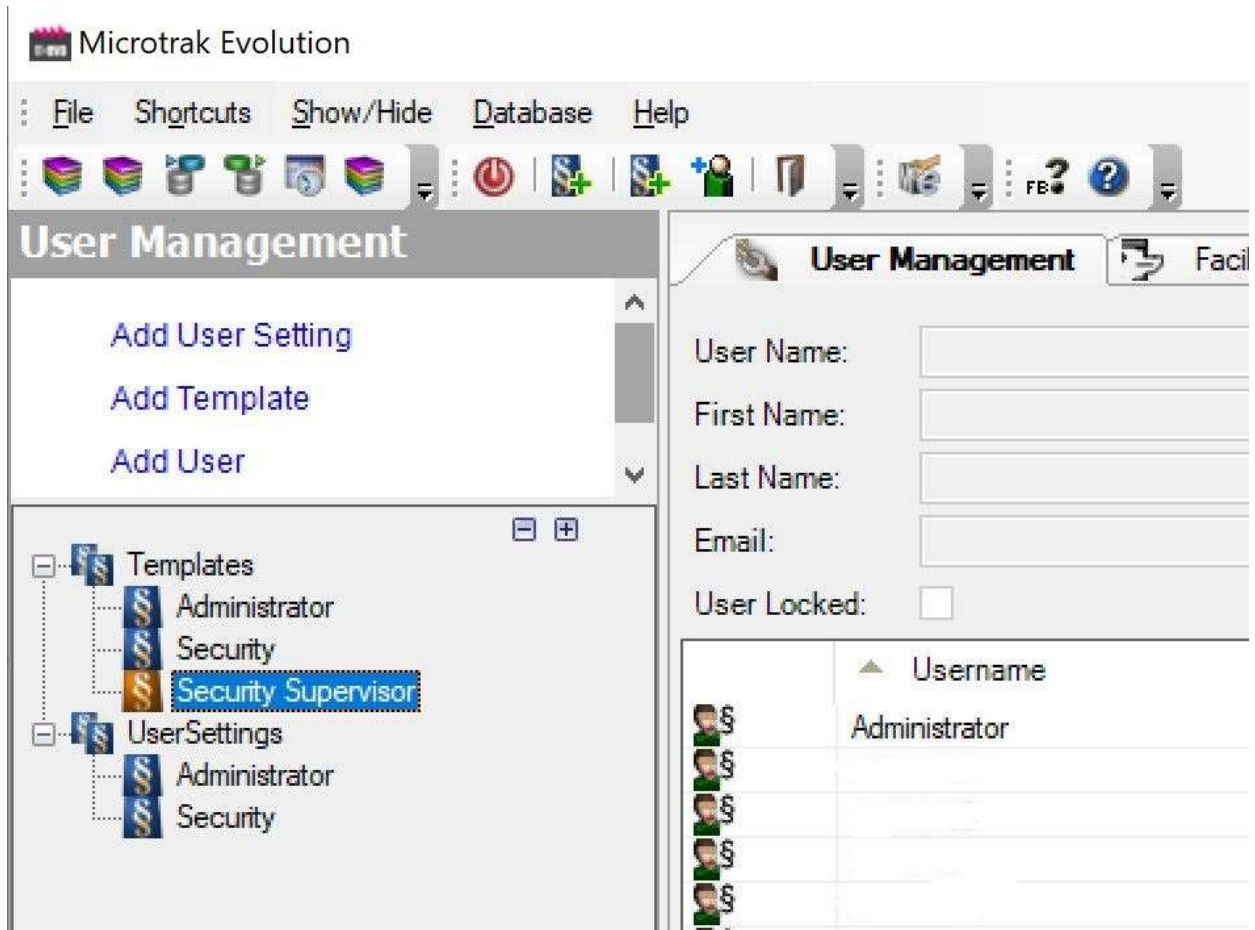 Microtrak Evolution
File Shortcuts Show/Hide Database Help
FB?
User Management
Add User Setting
Add Template
Add User
Templates
Administrator
Security
Security Supervisor
UserSettings
Administrator
Security
User Management Facil
User Name:
First Name:
Last Name:
Email:
User Locked:
Username
Administrator